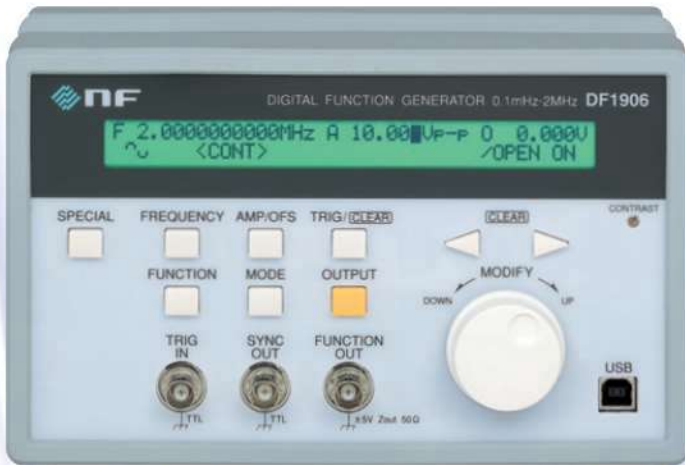 NF
DIGITAL FUNCTION GENERATOR 0.1mHz-2MHz DF1906
F 2.0000000000MHz A 10.00 Vp-p O 0.000V
<CONT> /OPEN ON
SPECIAL FREQUENCY AMP/OFS TRIG/CLEAR CLEAR CONTRAST
FUNCTION MODE OUTPUT MODIFY
DOWN UP
TRIG IN SYNC OUT FUNCTION OUT
USB
TTL TTL ±5V Zout 50Ω